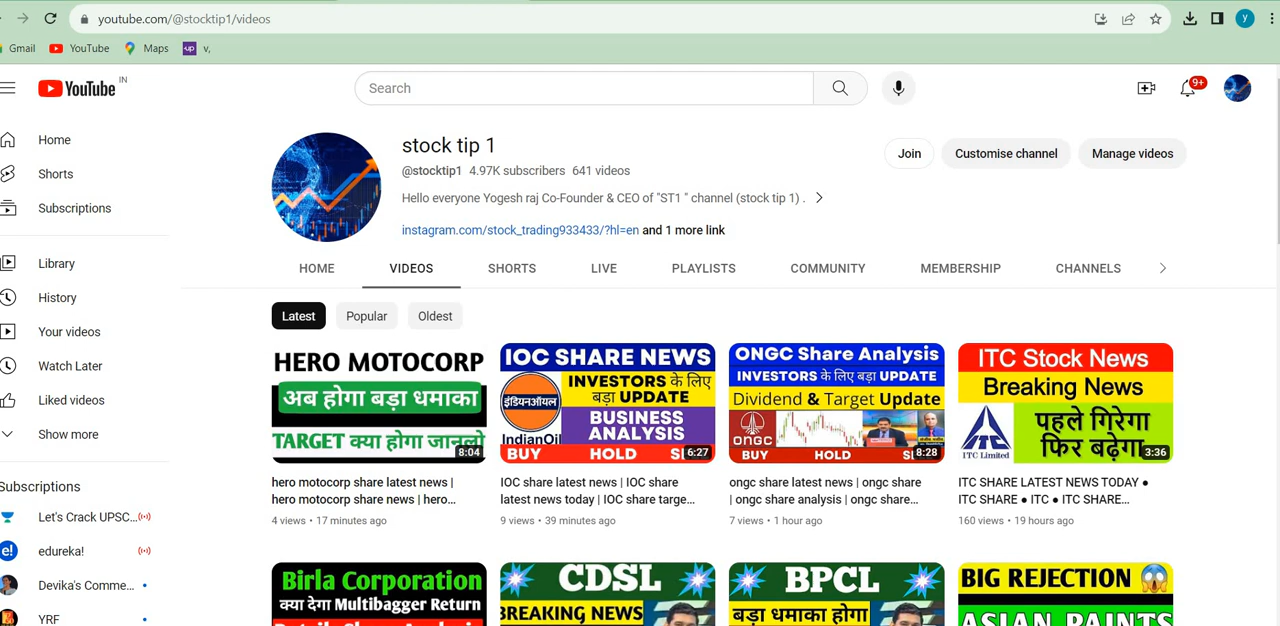 youtube.com/@stocktip1/videos
y
Gmail YouTube Maps up v,
YouTube IN
Search
9+
Home
Shorts
Subscriptions
Library
History
Your videos
Watch Later
Liked videos
Show more
Subscriptions
Let's Crack UPSC...
edureka!
Devika's Comme...
YRF
stock tip 1
@stocktip1 4.97K subscribers 641 videos
Hello everyone Yogesh raj Co-Founder & CEO of "ST1 " channel (stock tip 1) .
instagram.com/stock_trading933433/?hl=en and 1 more link
Join Customise channel Manage videos
HOME VIDEOS SHORTS LIVE PLAYLISTS COMMUNITY MEMBERSHIP CHANNELS
Latest Popular Oldest
HERO MOTOCORP
अब होगा बड़ा धमाका
TARGET क्या होगा जानलो
8:04
hero motocorp share latest news |
hero motocorp share news | hero...
4 views • 17 minutes ago
IOC SHARE NEWS
इंडियनऑयल
IndianOil
INVESTORS के लिए
बड़ा UPDATE
BUSINESS
ANALYSIS
BUY HOLD
6:27
IOC share latest news | IOC share
latest news today | IOC share targe...
9 views • 39 minutes ago
ONGC Share Analysis
INVESTORS के लिए बड़ा UPDATE
Dividend & Target Update
ongc
BUY HOLD
8:28
ongc share latest news | ongc share
| ongc share analysis | ongc share...
7 views • 1 hour ago
ITC Stock News
Breaking News
ITC Limited
पहले गिरेगा
फिर बढ़ेगा
3:36
ITC SHARE LATEST NEWS TODAY ●
ITC SHARE ● ITC ● ITC SHARE...
160 views • 19 hours ago
Birla Corporation
क्या देगा Multibagger Return
CDSL
BREAKING NEWS
BPCL
बड़ा धमाका होगा
BIG REJECTION
ASIAN PAINTS